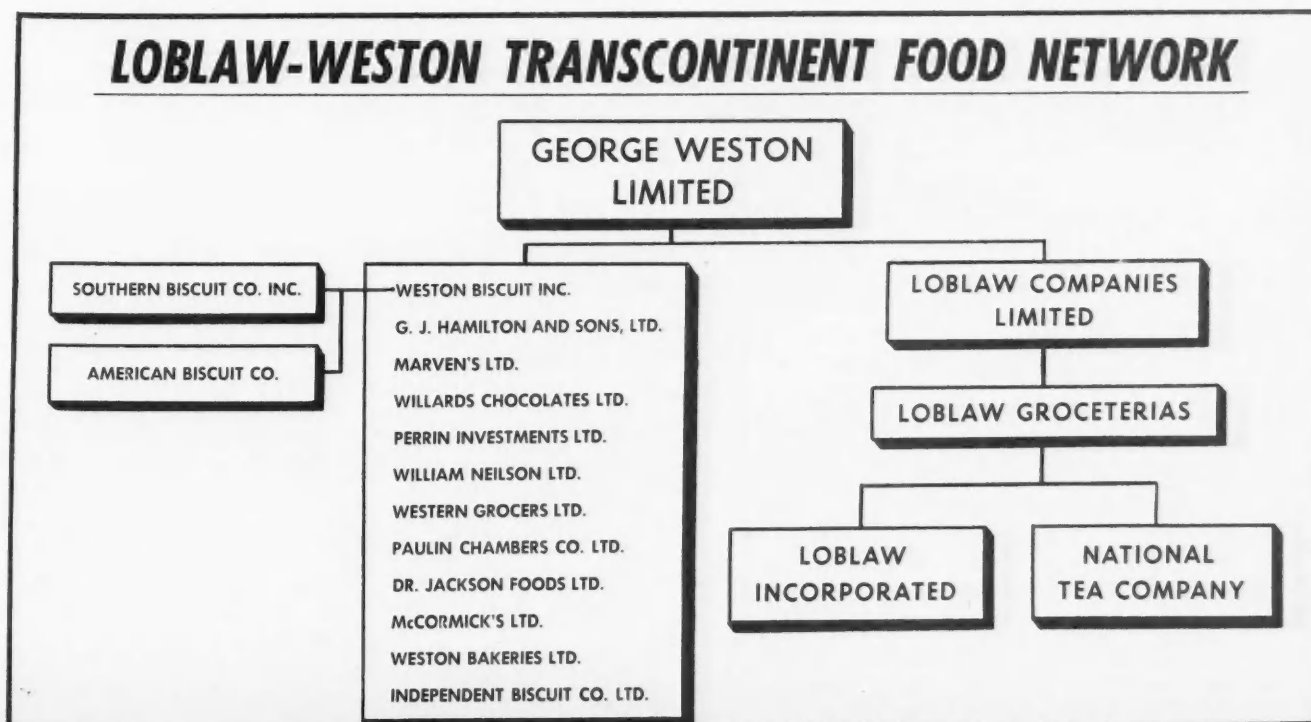 LOBLAW-WESTON TRANSCONTINENT FOOD NETWORK
GEORGE WESTON
LIMITED
SOUTHERN BISCUIT CO. INC.
AMERICAN BISCUIT CO.
WESTON BISCUIT INC.
G. J. HAMILTON AND SONS, LTD.
MARVEN'S LTD.
WILLARDS CHOCOLATES LTD.
PERRIN INVESTMENTS LTD.
WILLIAM NEILSON LTD.
WESTERN GROCERS LTD.
PAULIN CHAMBERS CO. LTD.
DR. JACKSON FOODS LTD.
McCORMICK'S LTD.
WESTON BAKERIES LTD.
INDEPENDENT BISCUIT CO. LTD.
LOBLAW COMPANIES
LIMITED
LOBLAW GROCETERIAS
LOBLAW
INCORPORATED
NATIONAL
TEA COMPANY